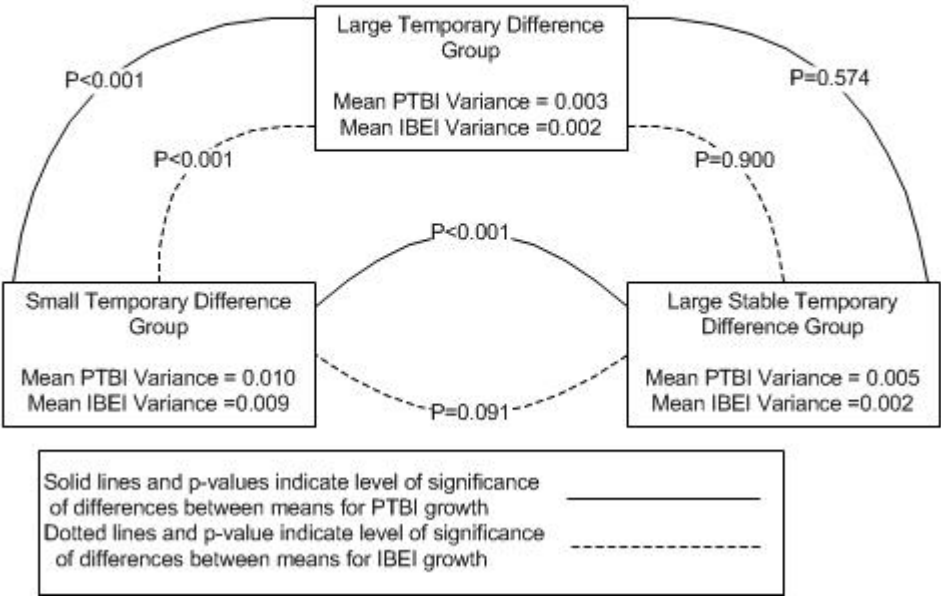 Large Temporary Difference
Group
Mean PTBI Variance = 0.003
Mean IBEI Variance =0.002
P<0.001
P=0.574
P<0.001
P=0.900
P<0.001
Small Temporary Difference
Group
Mean PTBI Variance = 0.010
Mean IBEI Variance =0.009
Large Stable Temporary
Difference Group
Mean PTBI Variance = 0.005
Mean IBEI Variance =0.002
P=0.091
Solid lines and p-values indicate level of significance
of differences between means for PTBI growth
Dotted lines and p-value indicate level of significance
of differences between means for IBEI growth